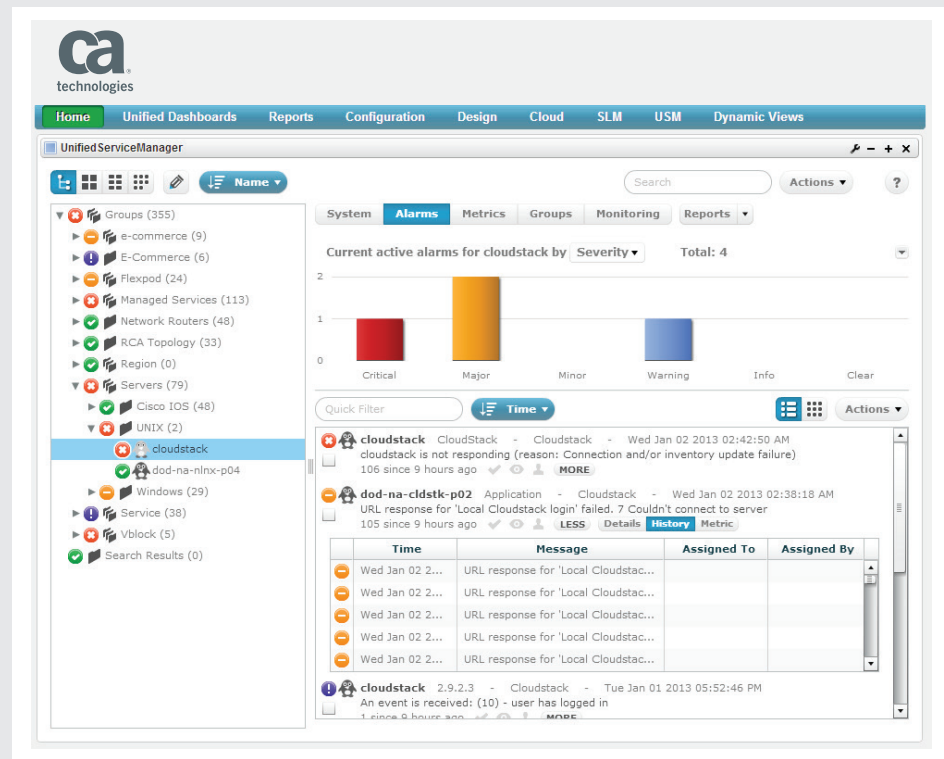 ca
technologies
Home Unified Dashboards Reports Configuration Design Cloud SLM USM Dynamic Views
UnifiedServiceManager
Name
Search
Actions
?
Groups (355)
e-commerce (9)
E-Commerce (6)
Flexpod (24)
Managed Services (113)
Network Routers (48)
RCA Topology (33)
Region (0)
Servers (79)
Cisco IOS (48)
UNIX (2)
cloudstack
dod-na-nlnx-p04
Windows (29)
Service (38)
Vblock (5)
Search Results (0)
System Alarms Metrics Groups Monitoring Reports
Current active alarms for cloudstack by Severity Total: 4
2
1
0
Critical Major Minor Warning Info Clear
Quick Filter Time Actions
cloudstack CloudStack - Cloudstack - Wed Jan 02 2013 02:42:50 AM
cloudstack is not responding (reason: Connection and/or inventory update failure)
106 since 9 hours ago MORE
dod-na-cldstk-p02 Application - Cloudstack - Wed Jan 02 2013 02:38:18 AM
URL response for 'Local Cloudstack login' failed. 7 Couldn't connect to server
105 since 9 hours ago LESS Details History Metric
Time Message Assigned To Assigned By
Wed Jan 02 2... URL response for 'Local Cloudstac...
Wed Jan 02 2... URL response for 'Local Cloudstac...
Wed Jan 02 2... URL response for 'Local Cloudstac...
Wed Jan 02 2... URL response for 'Local Cloudstac...
Wed Jan 02 2... URL response for 'Local Cloudstac...
cloudstack 2.9.2.3 - Cloudstack - Tue Jan 01 2013 05:52:46 PM
An event is received: (10) - user has logged in
1 since 9 hours ago MORE